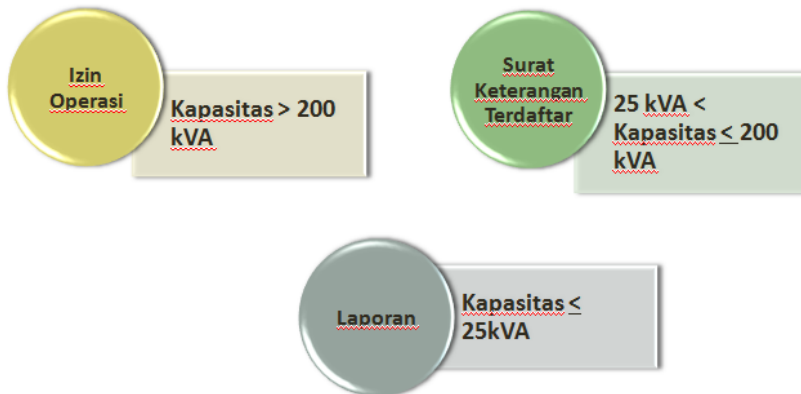 Izin
Operasi
Kapasitas > 200
kVA
Surat
Keterangan
Terdaftar
25 kVA <
Kapasitas ≤ 200
kVA
Laporan
Kapasitas ≤
25kVA